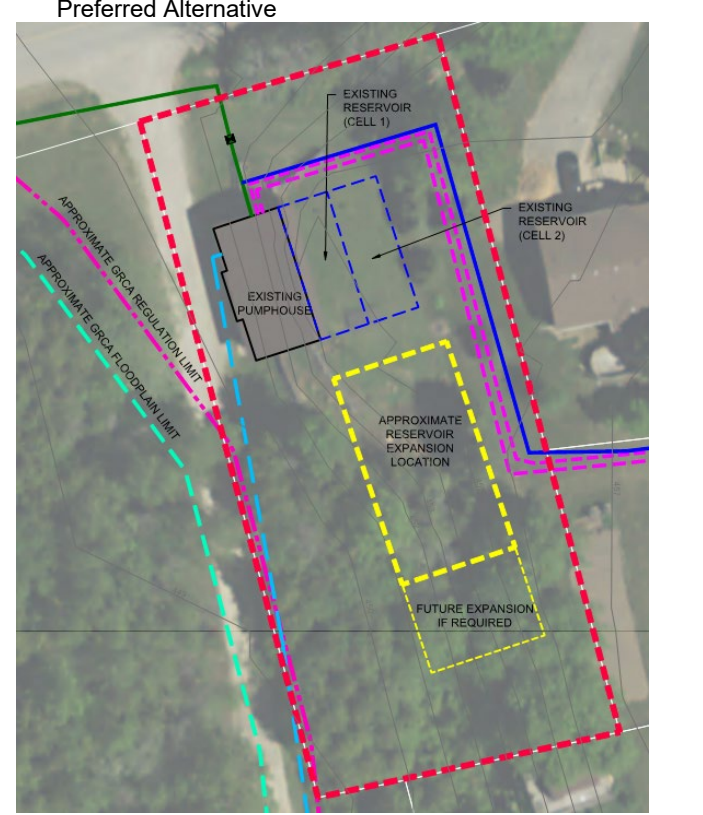 Preferred Alternative
EXISTING
RESERVOIR
(CELL 1)
EXISTING
RESERVOIR
(CELL 2)
APPROXIMATE GRCA REGULATION LIMIT
APPROXIMATE GRCA FLOODPLAIN LIMIT
EXISTING
PUMPHOUSE
APPROXIMATE
RESERVOIR
EXPANSION
LOCATION
FUTURE EXPANSION
IF REQUIRED